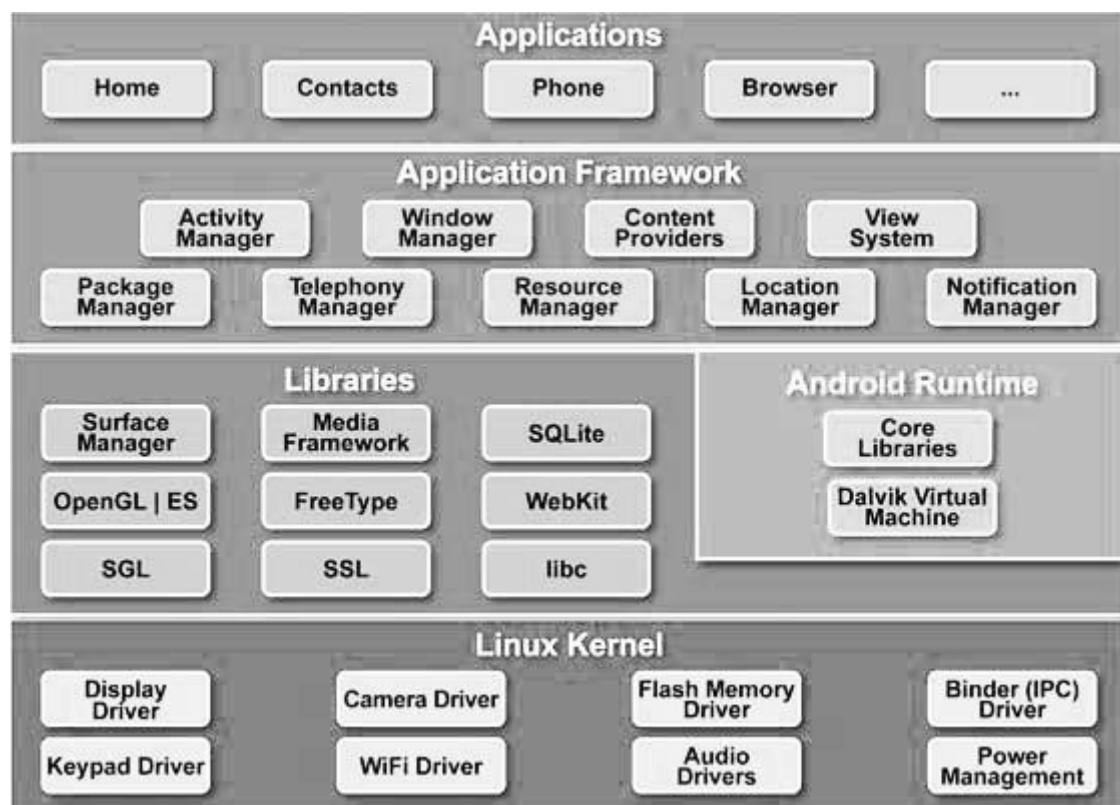 Applications
Home
Contacts
Phone
Browser
...
Application Framework
Activity
Manager
Window
Manager
Content
Providers
View
System
Package
Manager
Telephony
Manager
Resource
Manager
Location
Manager
Notification
Manager
Libraries
Surface
Manager
Media
Framework
SQLite
OpenGL | ES
FreeType
WebKit
SGL
SSL
libc
Android Runtime
Core
Libraries
Dalvik Virtual
Machine
Linux Kernel
Display
Driver
Camera Driver
Flash Memory
Driver
Binder (IPC)
Driver
Keypad Driver
WiFi Driver
Audio
Drivers
Power
Management